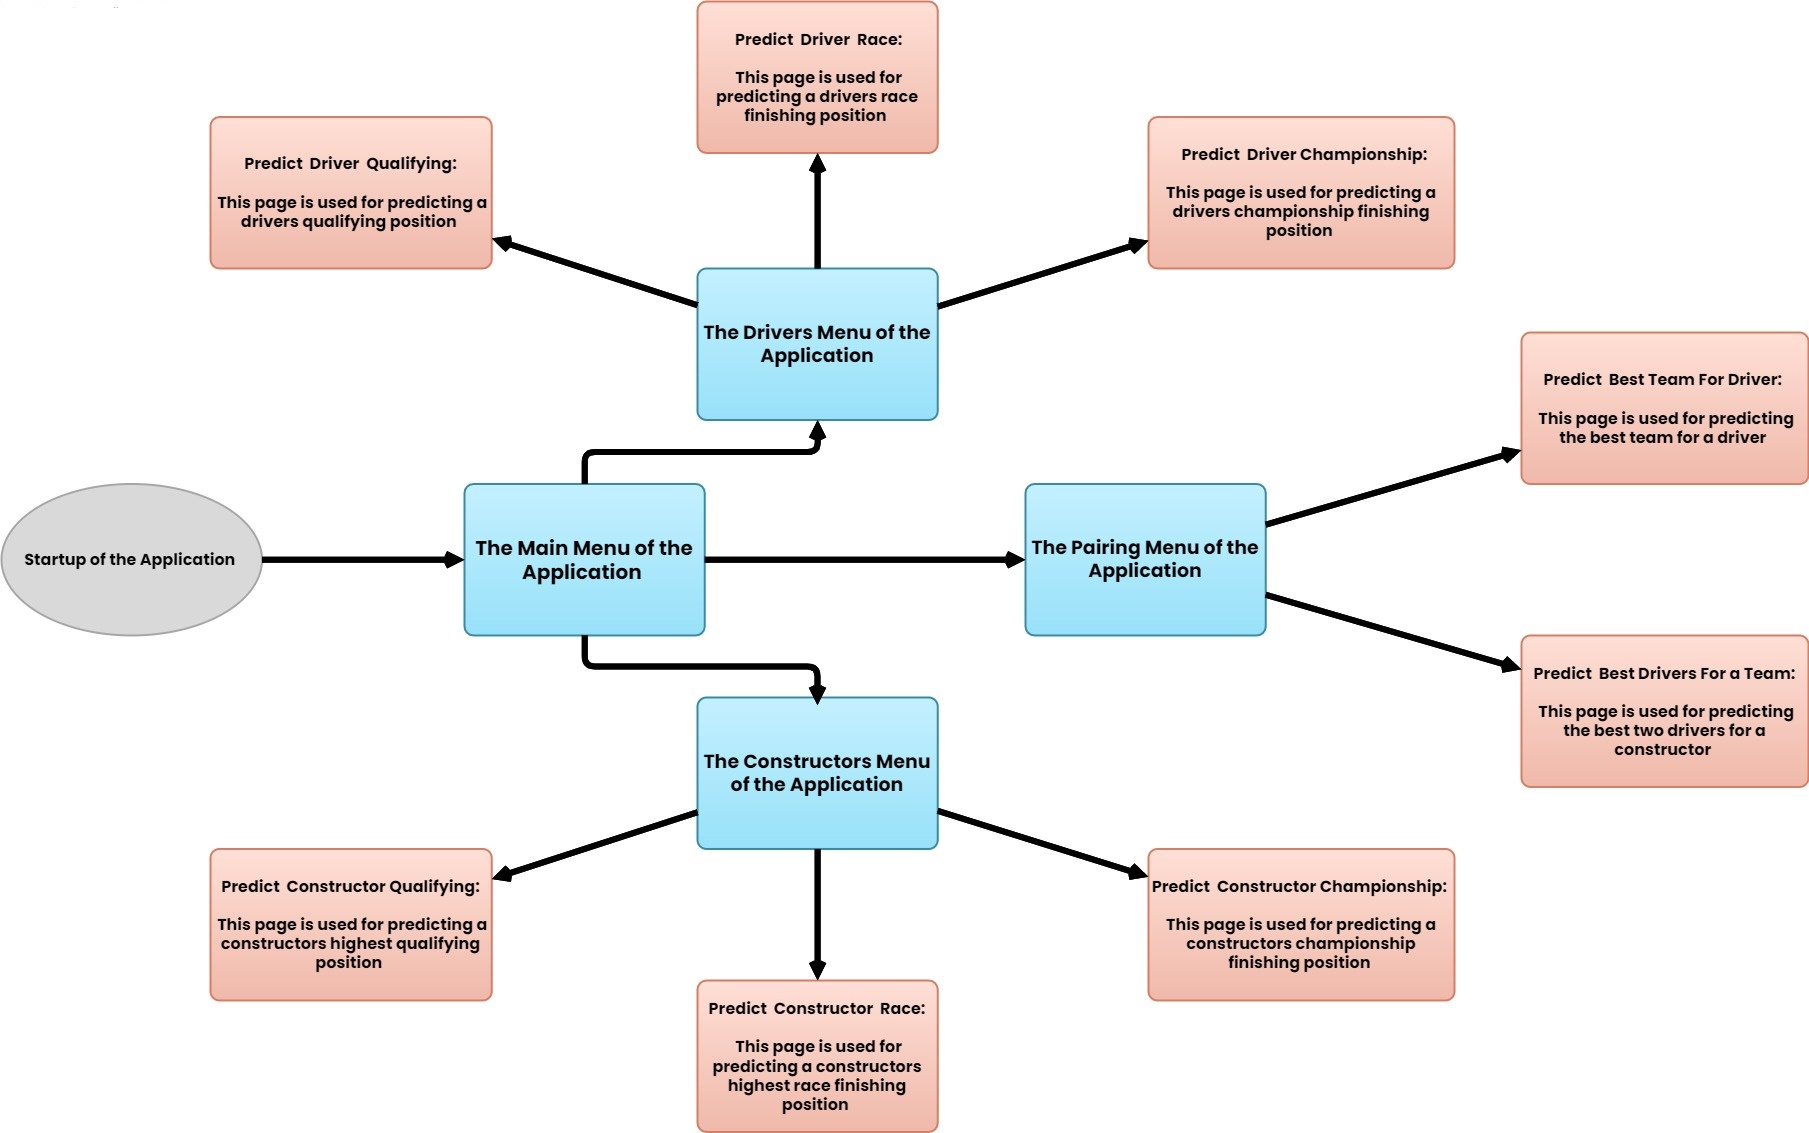 Predict Driver Race:
This page is used for
predicting a drivers race
finishing position
Predict Driver Qualifying:
This page is used for predicting a
drivers qualifying position
Predict Driver Championship:
This page is used for predicting a
drivers championship finishing
position
The Drivers Menu of the
Application
Predict Best Team For Driver:
This page is used for predicting
the best team for a driver
Startup of the Application
The Main Menu of the
Application
The Pairing Menu of the
Application
Predict Best Drivers For a Team:
This page is used for predicting
the best two drivers for a
constructor
The Constructors Menu
of the Application
Predict Constructor Qualifying:
This page is used for predicting a
constructors highest qualifying
position
Predict Constructor Championship:
This page is used for predicting a
constructors championship
finishing position
Predict Constructor Race:
This page is used for
predicting a constructors
highest race finishing
position